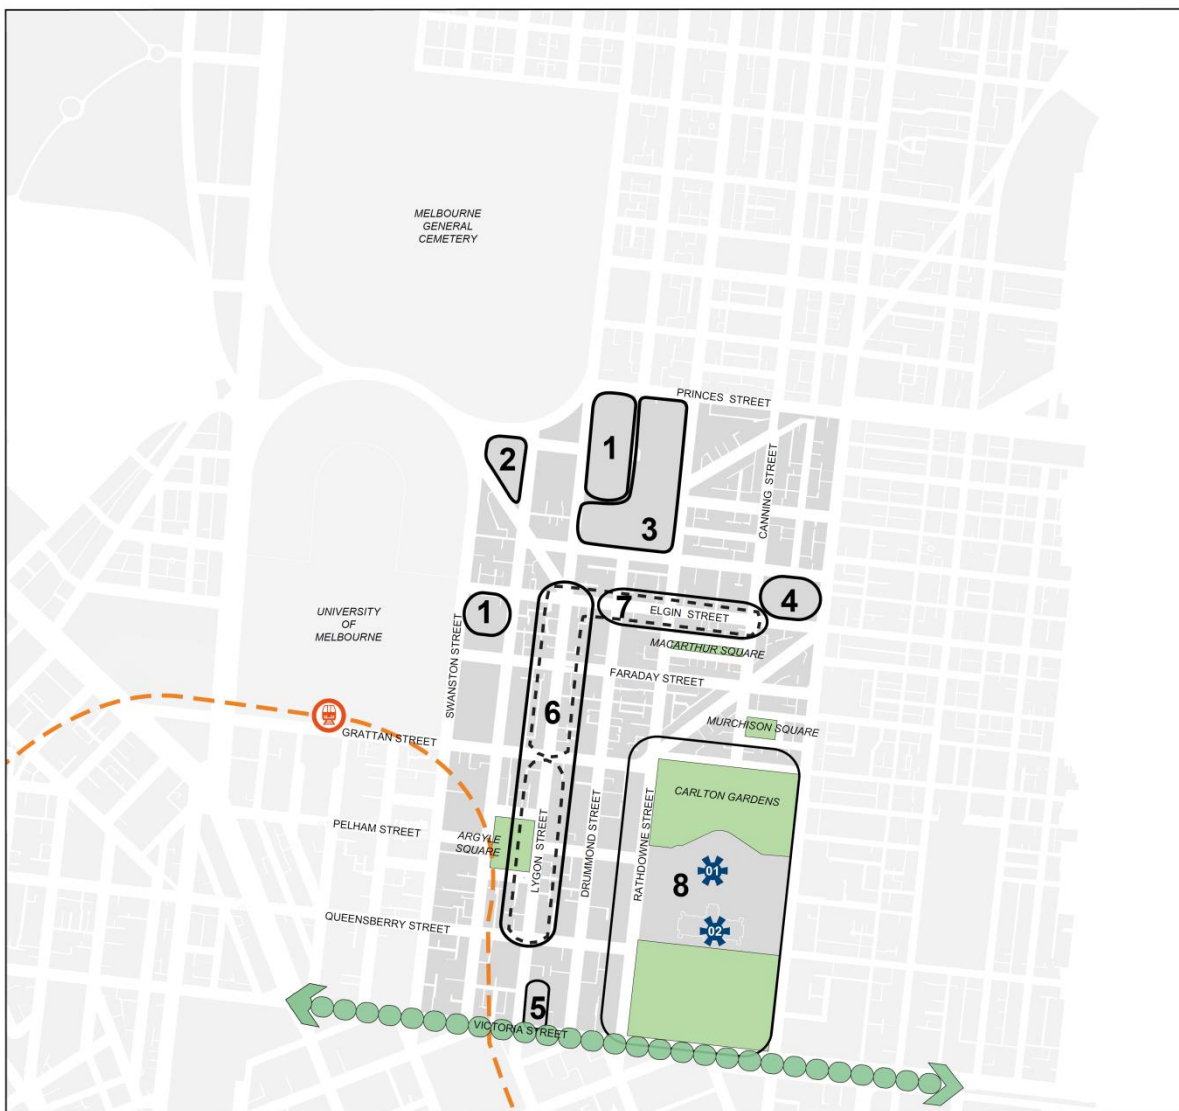 MELBOURNE
GENERAL
CEMETERY
PRINCES STREET
1
2
CANNING STREET
3
4
7
ELGIN STREET
1
UNIVERSITY
OF
MELBOURNE
MACARTHUR SQUARE
SWANSTON STREET
FARADAY STREET
6
MURCHISON SQUARE
GRATTAN STREET
CARLTON GARDENS
PELHAM STREET
ARGYLE
SQUARE
LYGON STREET
DRUMMOND STREET
RATHDOWNE STREET
01
8
QUEENSBERRY STREET
02
5
VICTORIA STREET